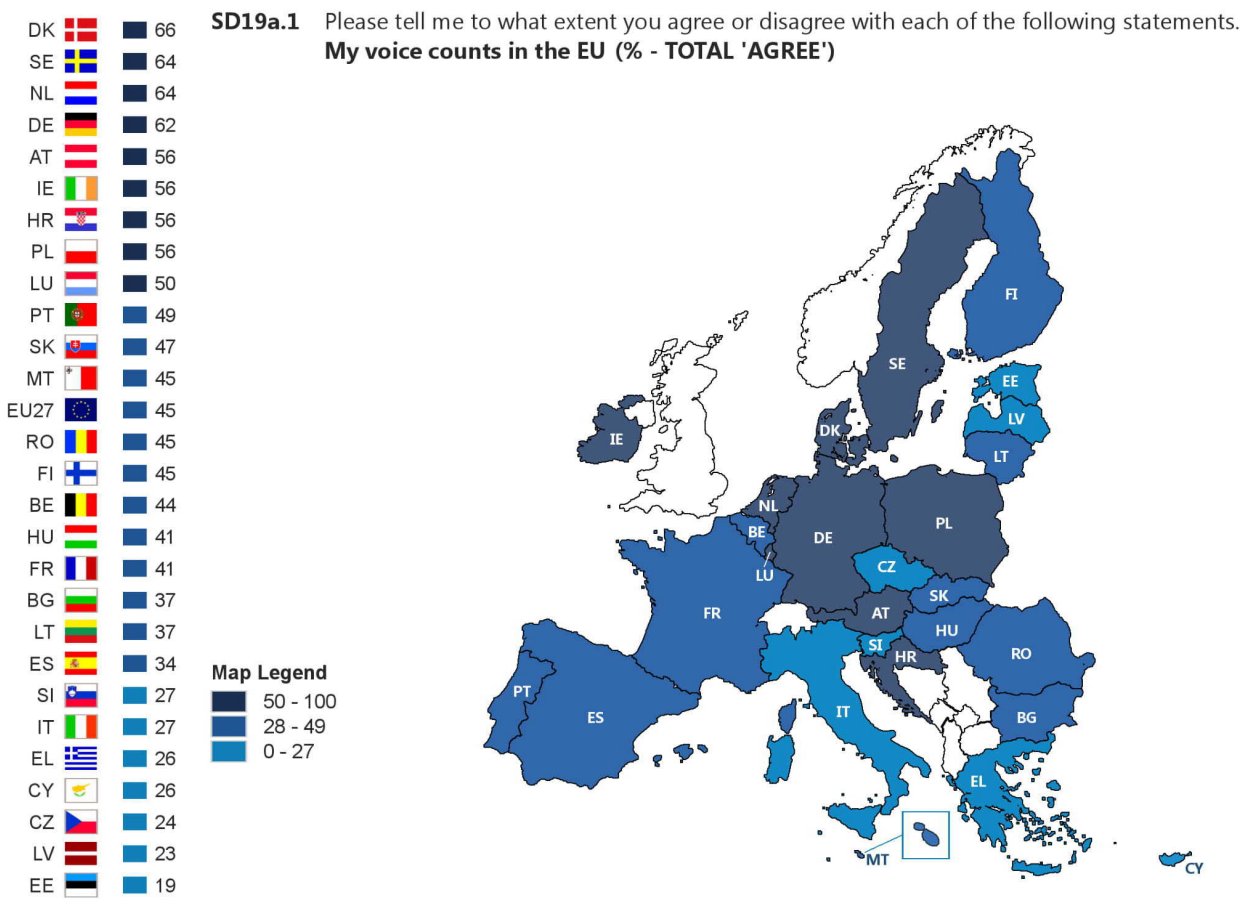 SD19a.1 Please tell me to what extent you agree or disagree with each of the following statements.
My voice counts in the EU (% - TOTAL 'AGREE')
DK 66
SE 64
NL 64
DE 62
AT 56
IE 56
HR 56
PL 56
LU 50
PT 49
SK 47
MT 45
EU27 45
RO 45
FI 45
BE 44
HU 41
FR 41
BG 37
LT 37
ES 34
SI 27
IT 27
EL 26
CY 26
CZ 24
LV 23
EE 19
Map Legend
50 - 100
28 - 49
0 - 27
FI
SE
EE
LV
LT
DK
IE
NL
PL
BE
DE
CZ
LU
SK
FR
AT
HU
SI
HR
RO
PT
ES
IT
BG
EL
MT
CY